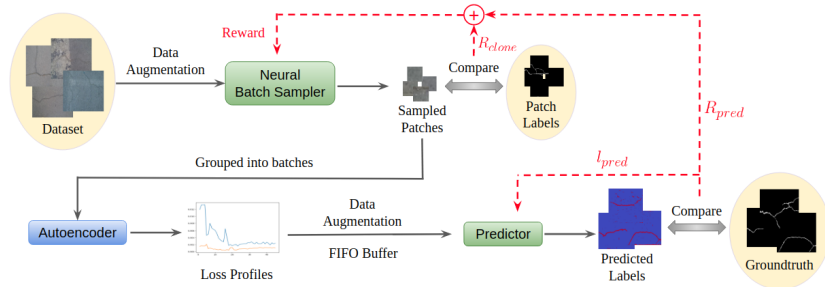 Reward
R_clone
Data
Augmentation
Neural
Batch Sampler
Compare
Sampled
Patches
Patch
Labels
Dataset
R_pred
Grouped into batches
l_pred
Data
Augmentation
Autoencoder
FIFO Buffer
Predictor
Compare
Loss Profiles
Predicted
Labels
Groundtruth